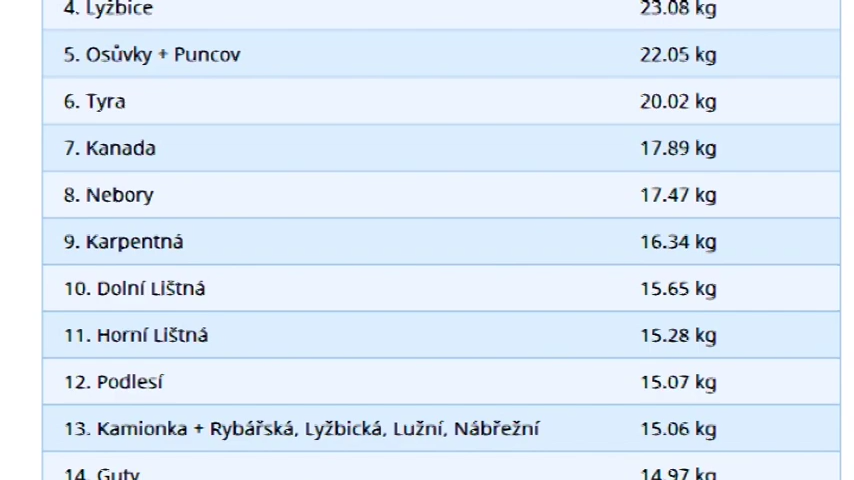 4. Lyžbice 23.08 kg
5. Osůvky + Puncov 22.05 kg
6. Tyra 20.02 kg
7. Kanada 17.89 kg
8. Nebory 17.47 kg
9. Karpentná 16.34 kg
10. Dolní Lištná 15.65 kg
11. Horní Lištná 15.28 kg
12. Podlesí 15.07 kg
13. Kamionka + Rybářská, Lyžbická, Lužní, Nábřežní 15.06 kg
14. Guty 14.97 kg